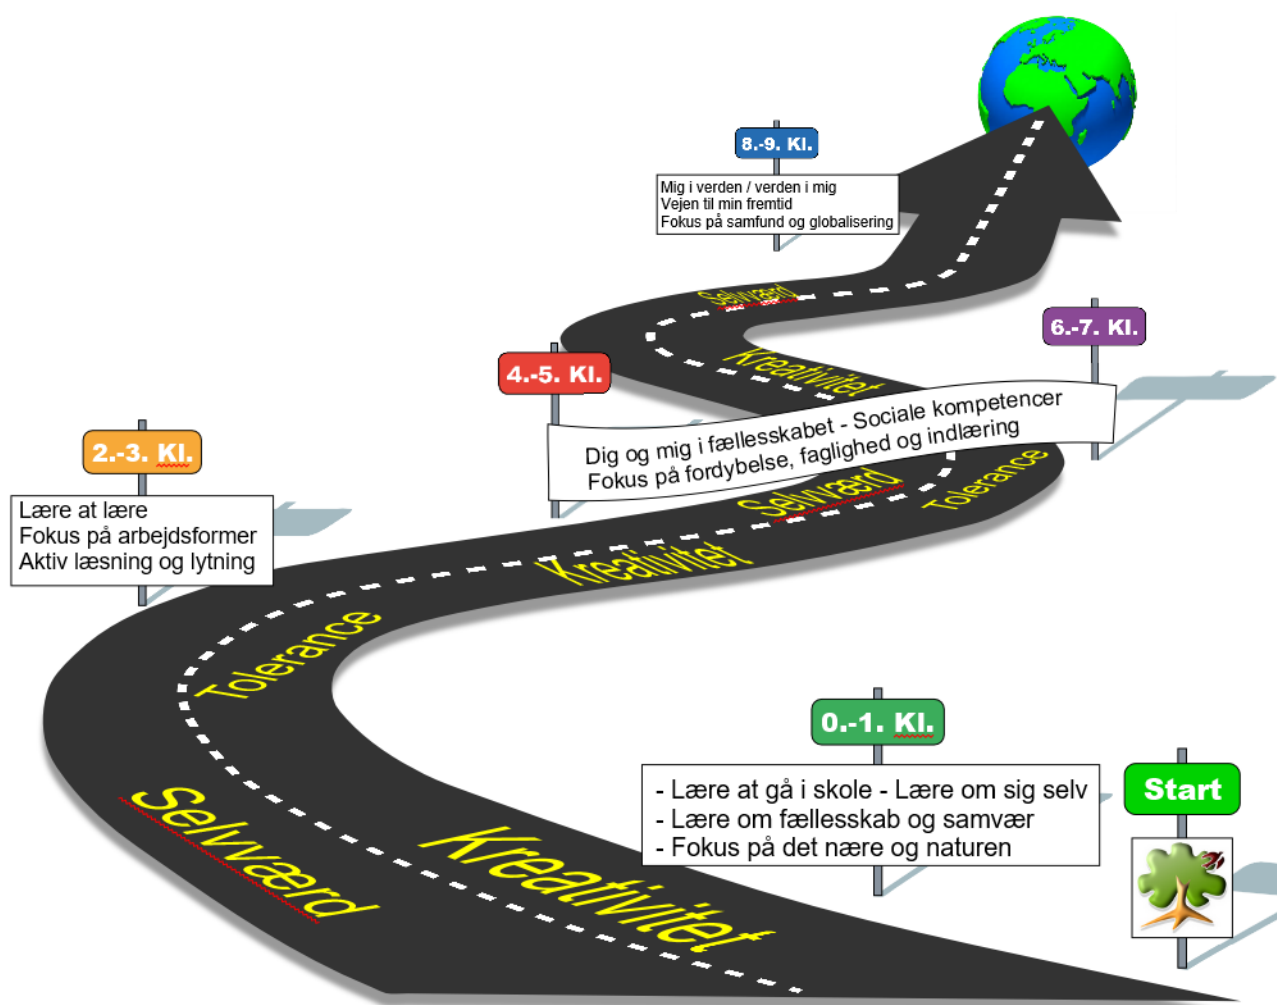 8.-9. Kl.
Mig i verden / verden i mig
Vejen til min fremtid
Fokus på samfund og globalisering
Selvværd
6.-7. Kl.
Kreativitet
4.-5. Kl.
Dig og mig i fællesskabet - Sociale kompetencer
Fokus på fordybelse, faglighed og indlæring
2.-3. Kl.
Lære at lære
Fokus på arbejdsformer
Aktiv læsning og lytning
Selvværd
Tolerance
Kreativitet
Tolerance
0.-1. Kl.
- Lære at gå i skole - Lære om sig selv
- Lære om fællesskab og samvær
- Fokus på det nære og naturen
Start
Selvværd
Kreativitet